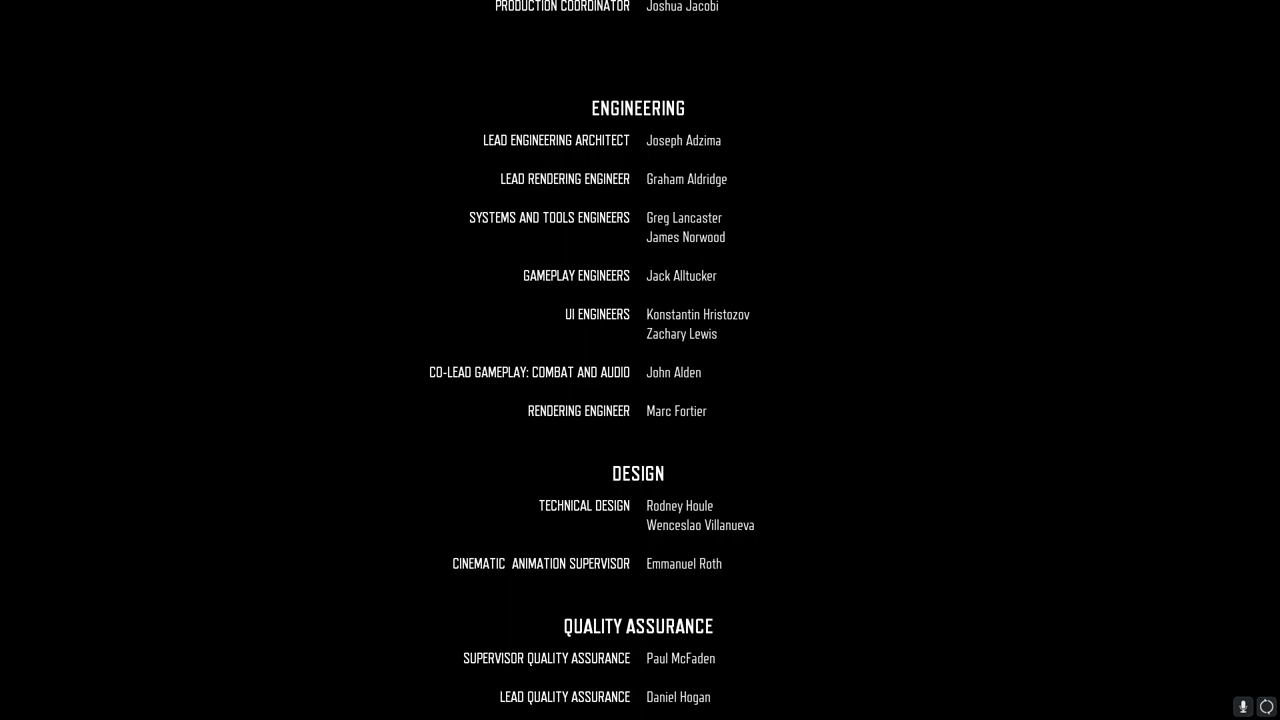 PRODUCTION COORDINATOR Joshua Jacobi
ENGINEERING
LEAD ENGINEERING ARCHITECT Joseph Adzima
LEAD RENDERING ENGINEER Graham Aldridge
SYSTEMS AND TOOLS ENGINEERS Greg Lancaster
James Norwood
GAMEPLAY ENGINEERS Jack Alltucker
UI ENGINEERS Konstantin Hristozov
Zachary Lewis
CO-LEAD GAMEPLAY: COMBAT AND AUDIO John Alden
RENDERING ENGINEER Marc Fortier
DESIGN
TECHNICAL DESIGN Rodney Houle
Wenceslao Villanueva
CINEMATIC ANIMATION SUPERVISOR Emmanuel Roth
QUALITY ASSURANCE
SUPERVISOR QUALITY ASSURANCE Paul McFaden
LEAD QUALITY ASSURANCE Daniel Hogan